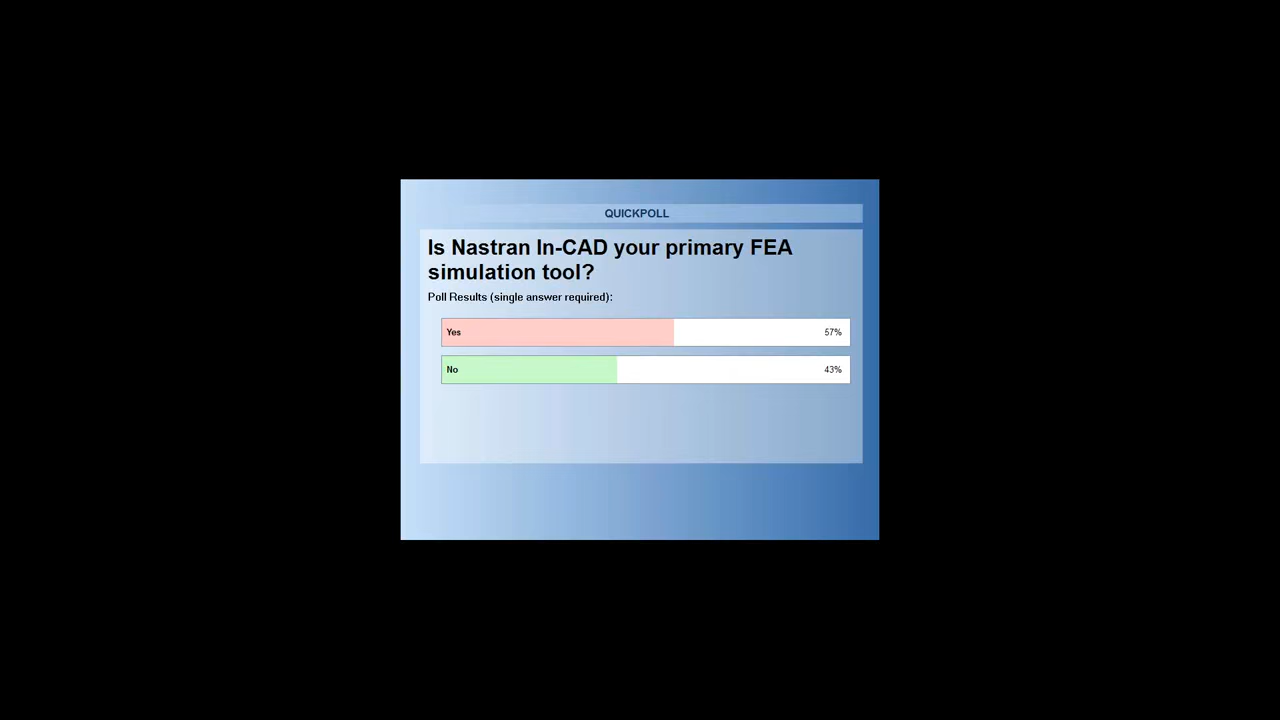 QUICKPOLL
Is Nastran In-CAD your primary FEA
simulation tool?
Poll Results (single answer required):
Yes 57%
No 43%